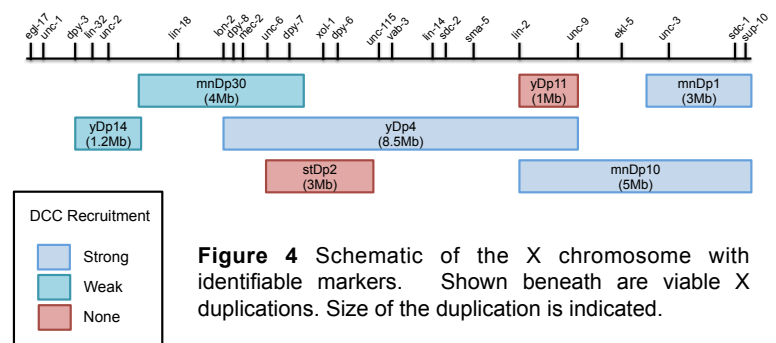 egl-17 unc-1 dpy-3 lin-32 unc-2 lin-18 lon-2 dpy-8 mec-2 unc-6 dpy-7 xol-1 dpy-6 unc-115 vab-3 lin-14 sdc-2 sma-5 lin-2 unc-9 ekl-5 unc-3 sdc-1 sup-10
mnDp30
(4Mb)
yDp11
(1Mb)
mnDp1
(3Mb)
yDp14
(1.2Mb)
yDp4
(8.5Mb)
stDp2
(3Mb)
mnDp10
(5Mb)
DCC Recruitment
Strong
Weak
None
Figure 4 Schematic of the X chromosome with
identifiable markers. Shown beneath are viable X
duplications. Size of the duplication is indicated.